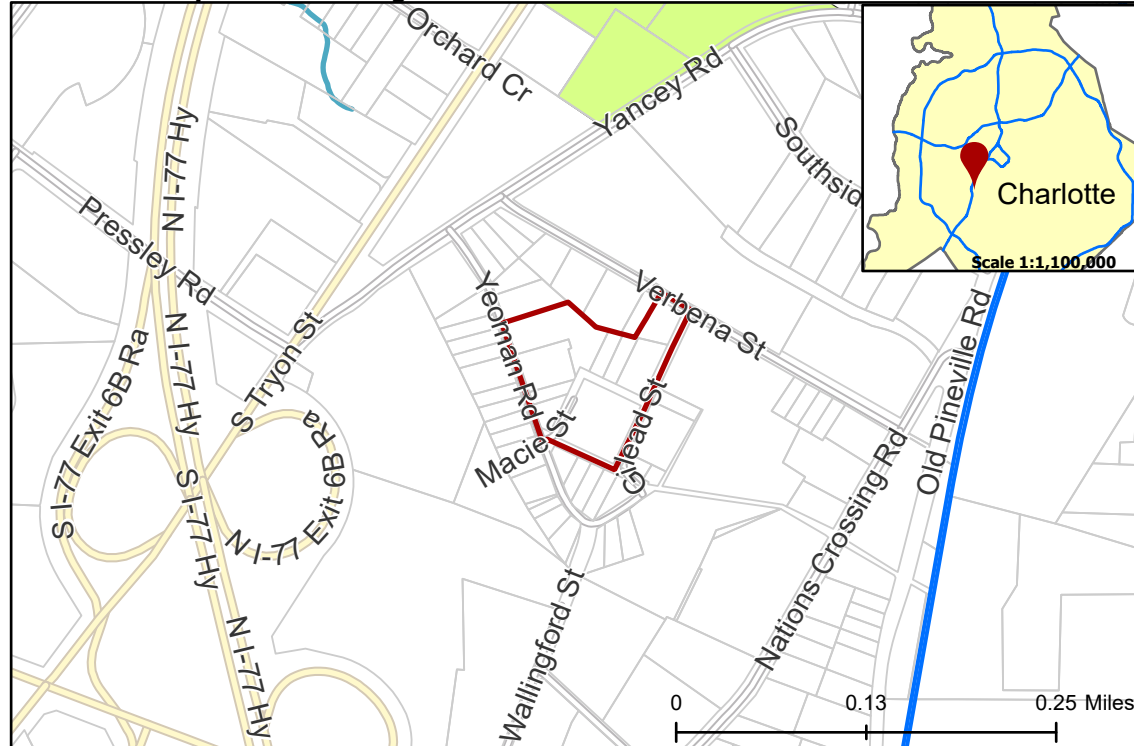 Orchard Cr
Yancey Rd
Southsid
N I-77 Hy
Pressley Rd
Charlotte
Scale 1:1,100,000
Yeoman Rd
Verbena St
N I-77 Hy
S Tryon St
S I-77 Exit 6B Ra
Old Pineville Rd
Gilead St
Macie St
N I-77 Exit 6B Ra
S I-77 Hy
Nations Crossing Rd
Wallingford St
N I-77 Hy
0 0.13 0.25 Miles